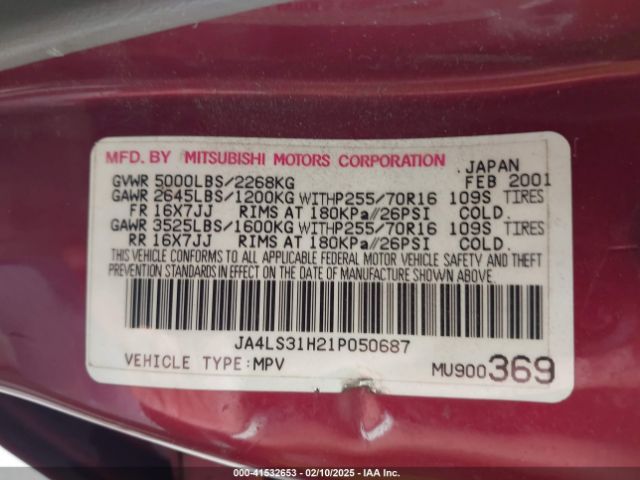 MFD. BY MITSUBISHI MOTORS CORPORATION
JAPAN
GVWR 5000LBS/2268KG FEB 2001
GAWR 2645LBS/1200KG WITHP255/70R16 109S TIRES
FR 16X7JJ RIMS AT 180KPa//26PSI COLD.
GAWR 3525LBS/1600KG WITHP255/70R16 109S TIRES
RR 16X7JJ RIMS AT 180KPa//26PSI COLD.
THIS VEHICLE CONFORMS TO ALL APPLICABLE FEDERAL MOTOR VEHICLE SAFETY AND THEFT
PREVENTION STANDARDS IN EFFECT ON THE DATE OF MANUFACTURE SHOWN ABOVE.
JA4LS31H21P050687
VEHICLE TYPE:MPV MU900369
000-41532653 - 02/10/2025 - IAA Inc.